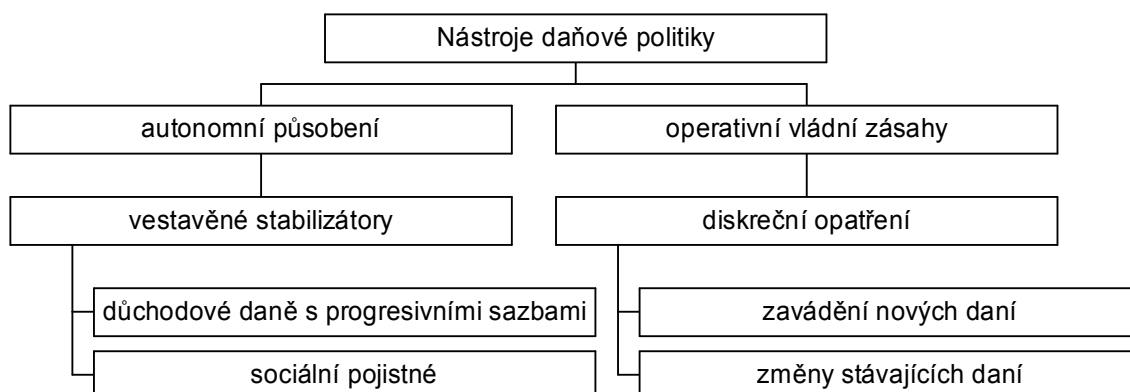 Nástroje daňové politiky
autonomní působení
operativní vládní zásahy
vestavěné stabilizátory
diskreční opatření
důchodové daně s progresivními sazbami
zavádění nových daní
sociální pojistné
změny stávajících daní